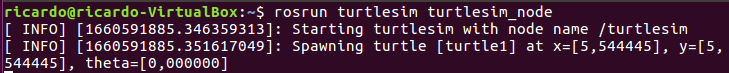 ricardo@ricardo-VirtualBox:~$ rosrun turtlesim turtlesim_node
[ INFO] [1660591885.346359313]: Starting turtlesim with node name /turtlesim
[ INFO] [1660591885.351617049]: Spawning turtle [turtle1] at x=[5,544445], y=[5,
544445], theta=[0,000000]